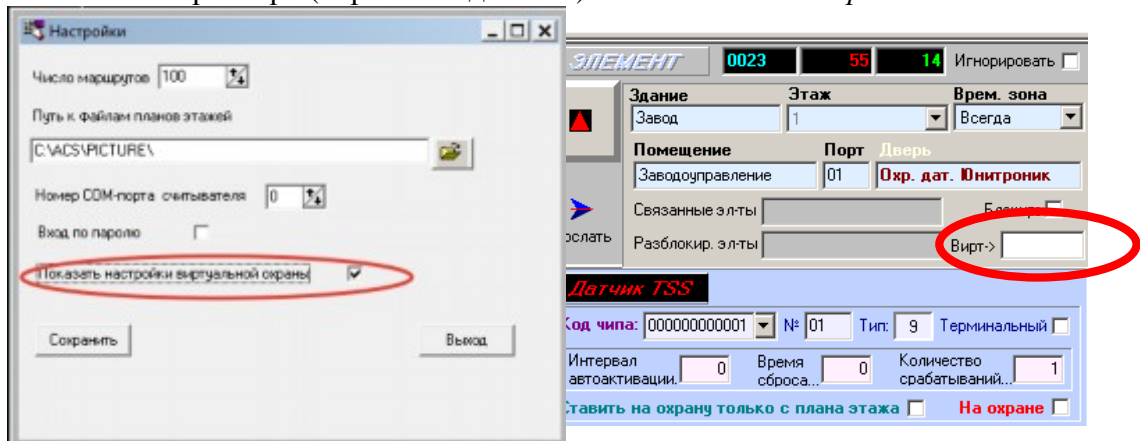 Настройки
Число маршрутов 100
Путь к файлам планов этажей
C:\ACS\PICTURE\
Номер COM-порта считывателя 0
Вход по паролю
Показать настройки виртуальной охраны
Сохранить Выход
ЭЛЕМЕНТ 0023 55 14 Игнорировать
Здание Этаж Врем. зона
Завод 1 Всегда
Помещение Порт Дверь
Заводоуправление 01 Охр. дат. Юнитроник
Связанные эл-ты
ослать Разблокир. эл-ты Вирт->
Датчик TSS
Код чипа: 000000000001 № 01 Тип: 9 Терминальный
Интервал автоактивации. 0 Время сброса... 0 Количество срабатываний... 1
Ставить на охрану только с плана этажа На охране